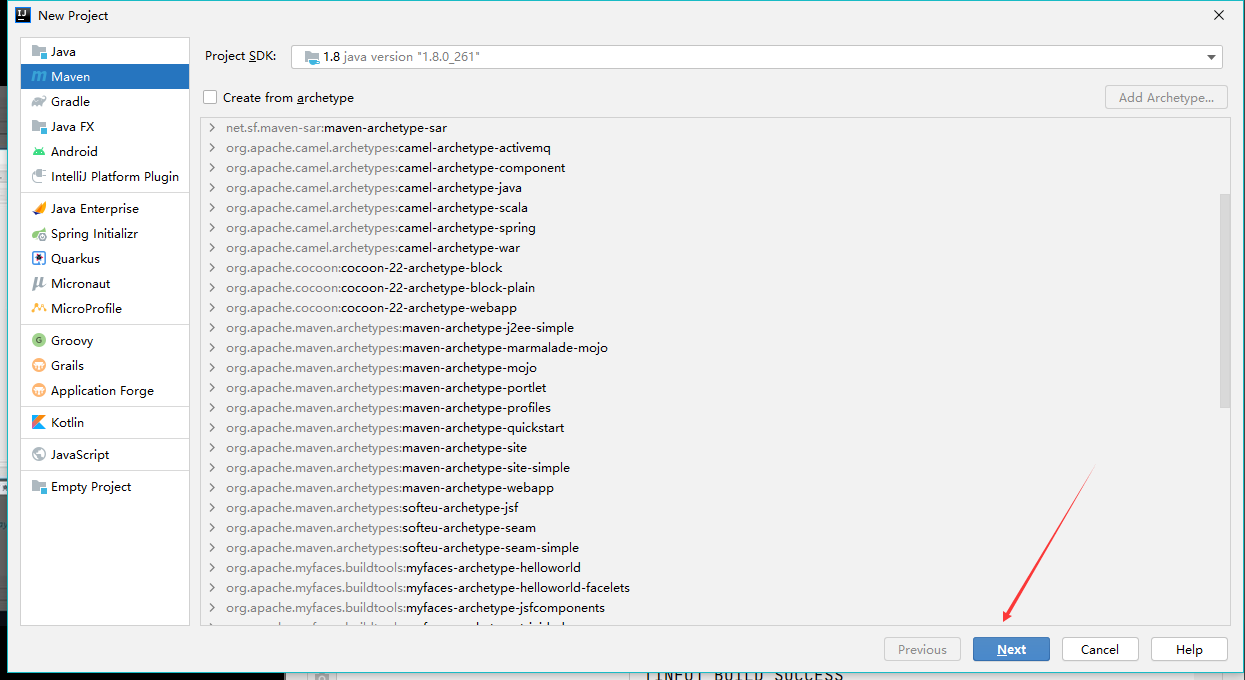 New Project
Java
Maven
Gradle
Java FX
Android
IntelliJ Platform Plugin
Java Enterprise
Spring Initializr
Quarkus
Micronaut
MicroProfile
Groovy
Grails
Application Forge
Kotlin
JavaScript
Empty Project
Project SDK: 1.8 java version "1.8.0_261"
Create from archetype Add Archetype...
net.sf.maven-sar:maven-archetype-sar
org.apache.camel.archetypes:camel-archetype-activemq
org.apache.camel.archetypes:camel-archetype-component
org.apache.camel.archetypes:camel-archetype-java
org.apache.camel.archetypes:camel-archetype-scala
org.apache.camel.archetypes:camel-archetype-spring
org.apache.camel.archetypes:camel-archetype-war
org.apache.cocoon:cocoon-22-archetype-block
org.apache.cocoon:cocoon-22-archetype-block-plain
org.apache.cocoon:cocoon-22-archetype-webapp
org.apache.maven.archetypes:maven-archetype-j2ee-simple
org.apache.maven.archetypes:maven-archetype-marmalade-mojo
org.apache.maven.archetypes:maven-archetype-mojo
org.apache.maven.archetypes:maven-archetype-portlet
org.apache.maven.archetypes:maven-archetype-profiles
org.apache.maven.archetypes:maven-archetype-quickstart
org.apache.maven.archetypes:maven-archetype-site
org.apache.maven.archetypes:maven-archetype-site-simple
org.apache.maven.archetypes:maven-archetype-webapp
org.apache.maven.archetypes:softeu-archetype-jsf
org.apache.maven.archetypes:softeu-archetype-seam
org.apache.maven.archetypes:softeu-archetype-seam-simple
org.apache.myfaces.buildtools:myfaces-archetype-helloworld
org.apache.myfaces.buildtools:myfaces-archetype-helloworld-facelets
org.apache.myfaces.buildtools:myfaces-archetype-jsfcomponents
Previous Next Cancel Help
[INFO] BUILD SUCCESS